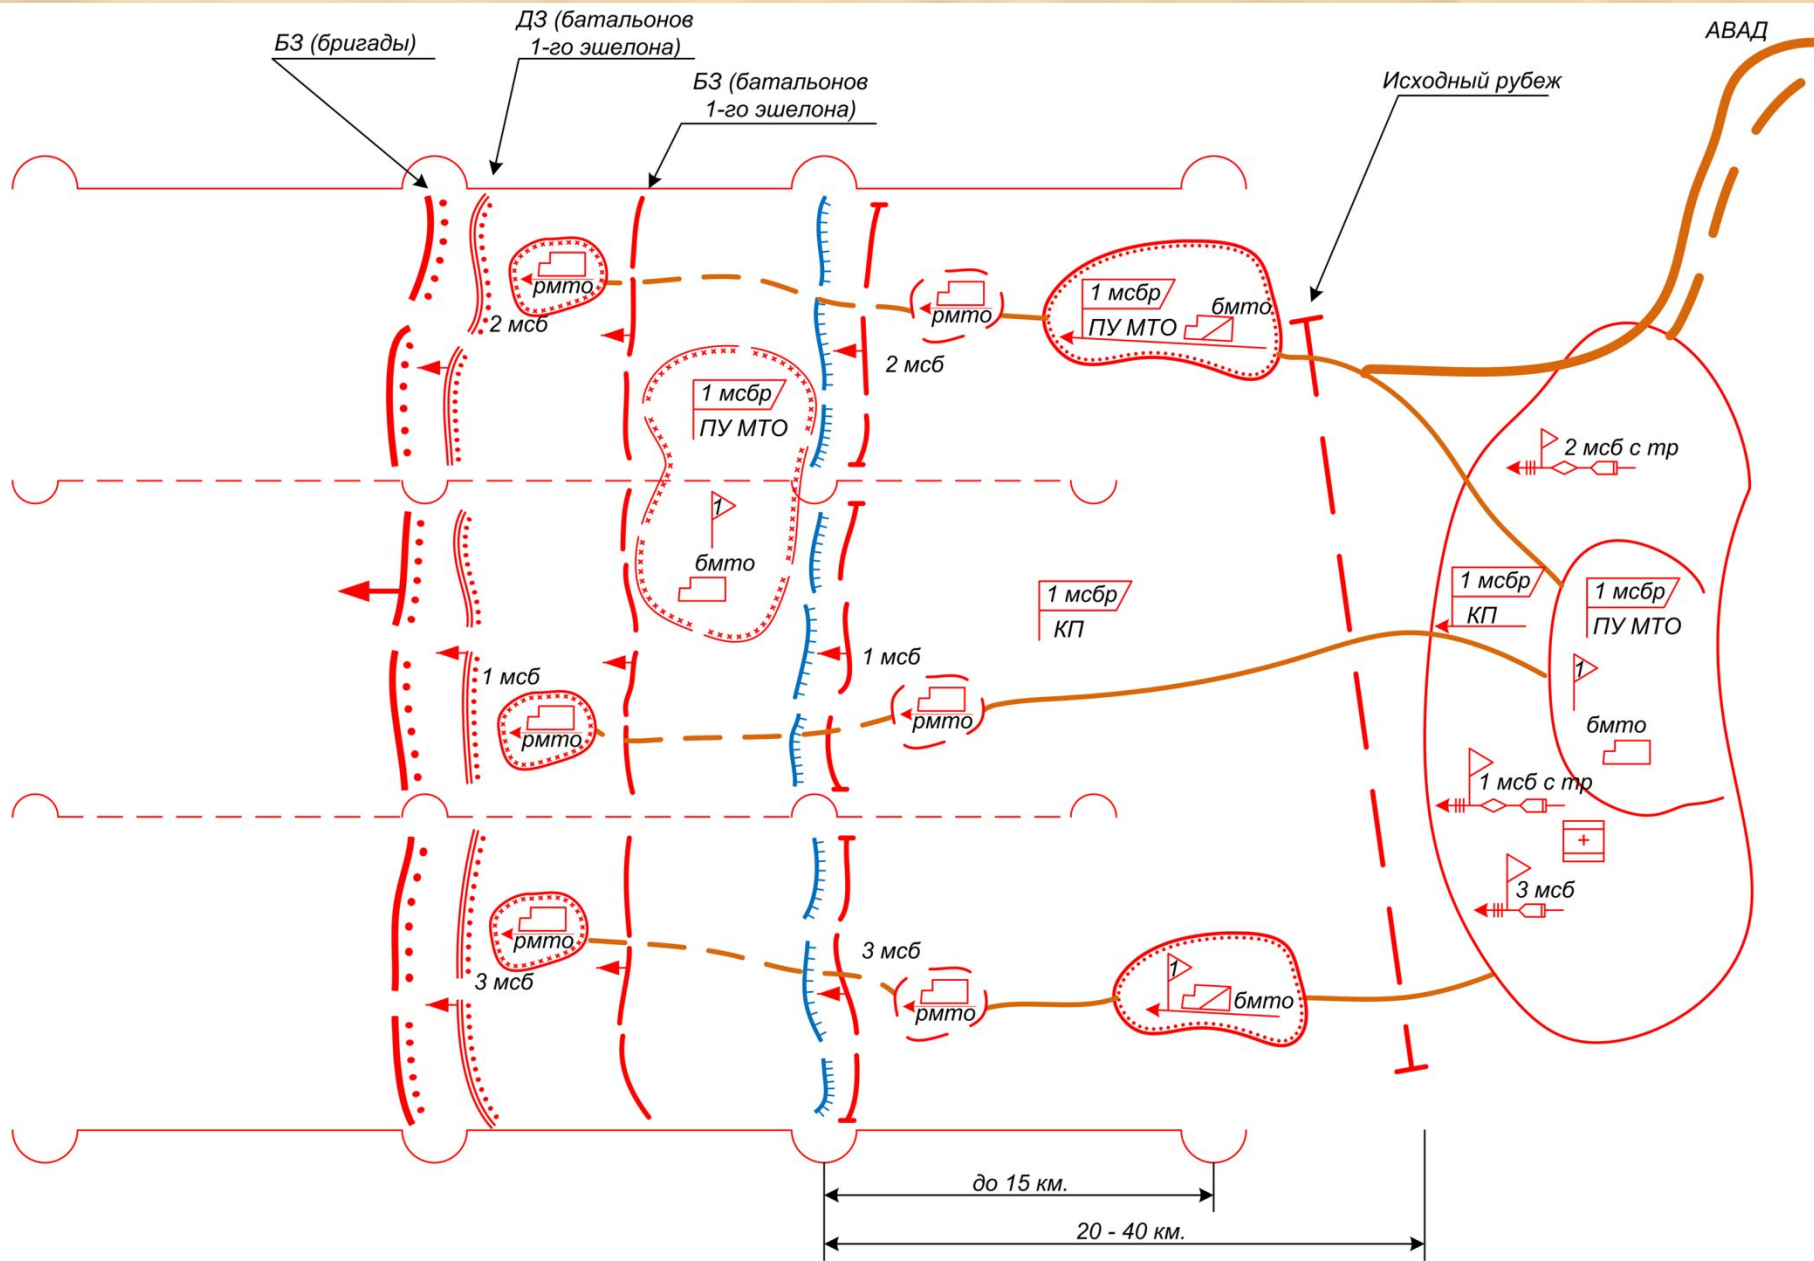 АВАД
ДЗ (батальонов
1-го эшелона)
БЗ (бригады)
БЗ (батальонов
1-го эшелона)
Исходный рубеж
рмто
2 мсб
рмто
1 мсбр
ПУ МТО
бмто
2 мсб
1 мсбр
ПУ МТО
2 мсб с тр
1
бмто
1 мсбр
КП
1 мсбр
КП
1 мсбр
ПУ МТО
1 мсб
рмто
1 мсб
рмто
1
бмто
1 мсб с тр
+
3 мсб
рмто
3 мсб
3 мсб
рмто
1
бмто
до 15 км.
20 - 40 км.